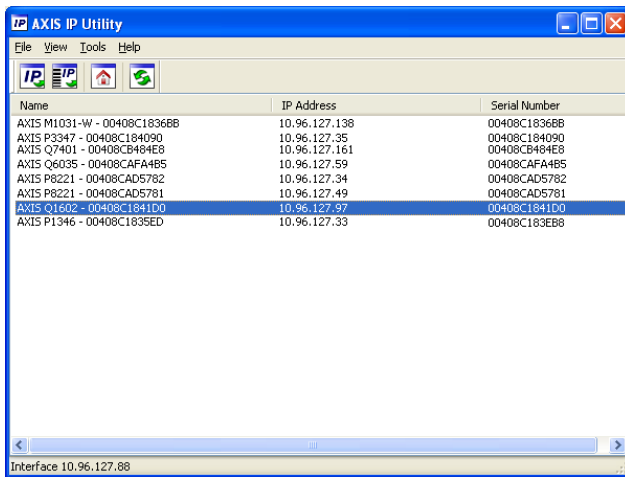 IP AXIS IP Utility
File View Tools Help
IP IP
Name IP Address Serial Number
AXIS M1031-W - 00408C1836BB 10.96.127.138 00408C1836BB
AXIS P3347 - 00408C184090 10.96.127.35 00408C184090
AXIS Q7401 - 00408CB484E8 10.96.127.161 00408CB484E8
AXIS Q6035 - 00408CAFA4B5 10.96.127.59 00408CAFA4B5
AXIS P8221 - 00408CAD5782 10.96.127.34 00408CAD5782
AXIS P8221 - 00408CAD5781 10.96.127.49 00408CAD5781
AXIS Q1602 - 00408C1841D0 10.96.127.97 00408C1841D0
AXIS P1346 - 00408C1835ED 10.96.127.33 00408C183EB8
Interface 10.96.127.88